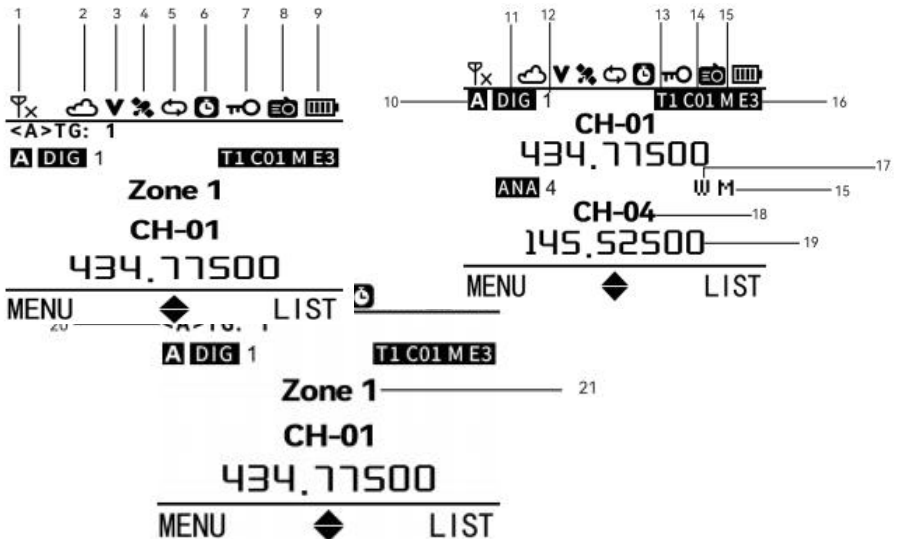 1 2 3 4 5 6 7 8 9
<A>TG: 1
A DIG 1 T1 C01 M E3
Zone 1
CH-01
434.77500
MENU LIST
11 12 13 14 15
10 A DIG 1 T1 C01 M E3 16
CH-01
434.77500
17
ANA 4 W M 15
CH-04 18
145.52500 19
MENU LIST
20 <A>TG: 1
A DIG 1 T1 C01 M E3
Zone 1 21
CH-01
434.77500
MENU LIST